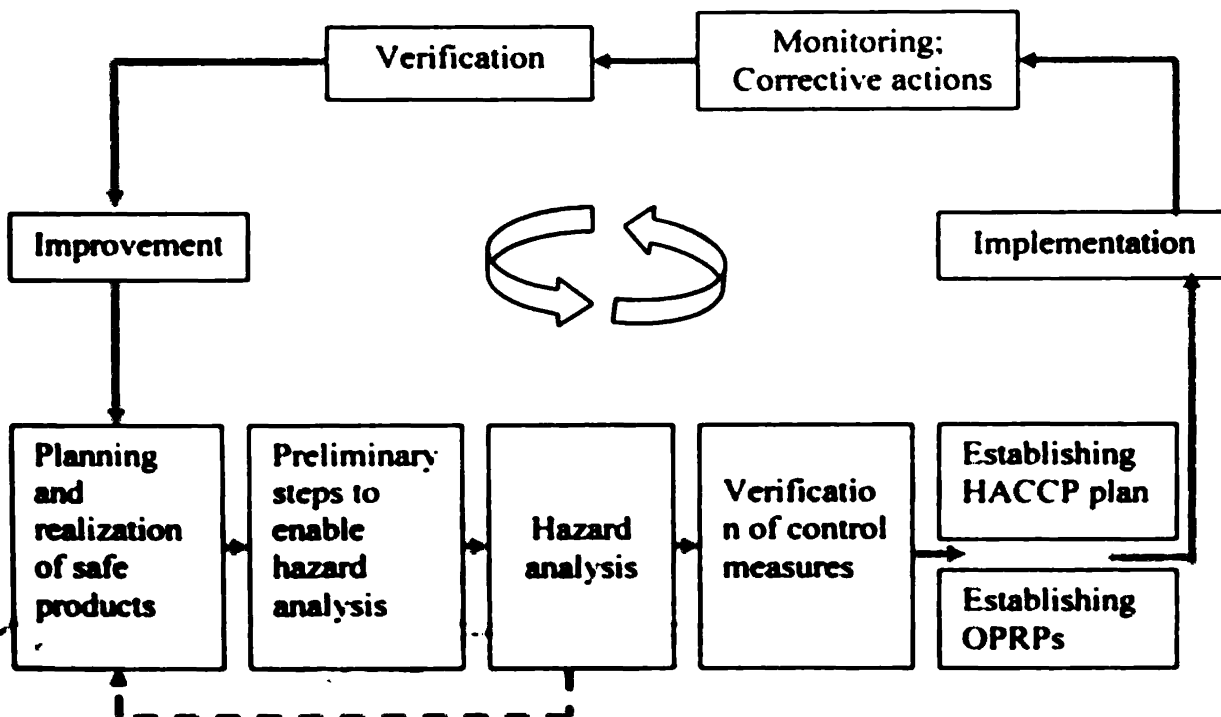 Verification
Monitoring;
Corrective actions
Improvement
Implementation
Planning
and
realization
of safe
products
Preliminary
steps to
enable
hazard
analysis
Hazard
analysis
Verificatio
n of control
measures
Establishing
HACCP plan
Establishing
OPRPs